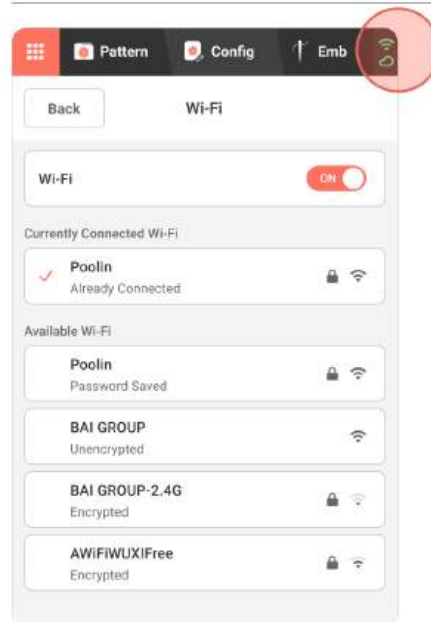 Pattern Config Emb
Back Wi-Fi
Wi-Fi ON
Currently Connected Wi-Fi
Poolin
Already Connected
Available Wi-Fi
Poolin
Password Saved
BAI GROUP
Unencrypted
BAI GROUP-2.4G
Encrypted
AWiFiWUXIFree
Encrypted